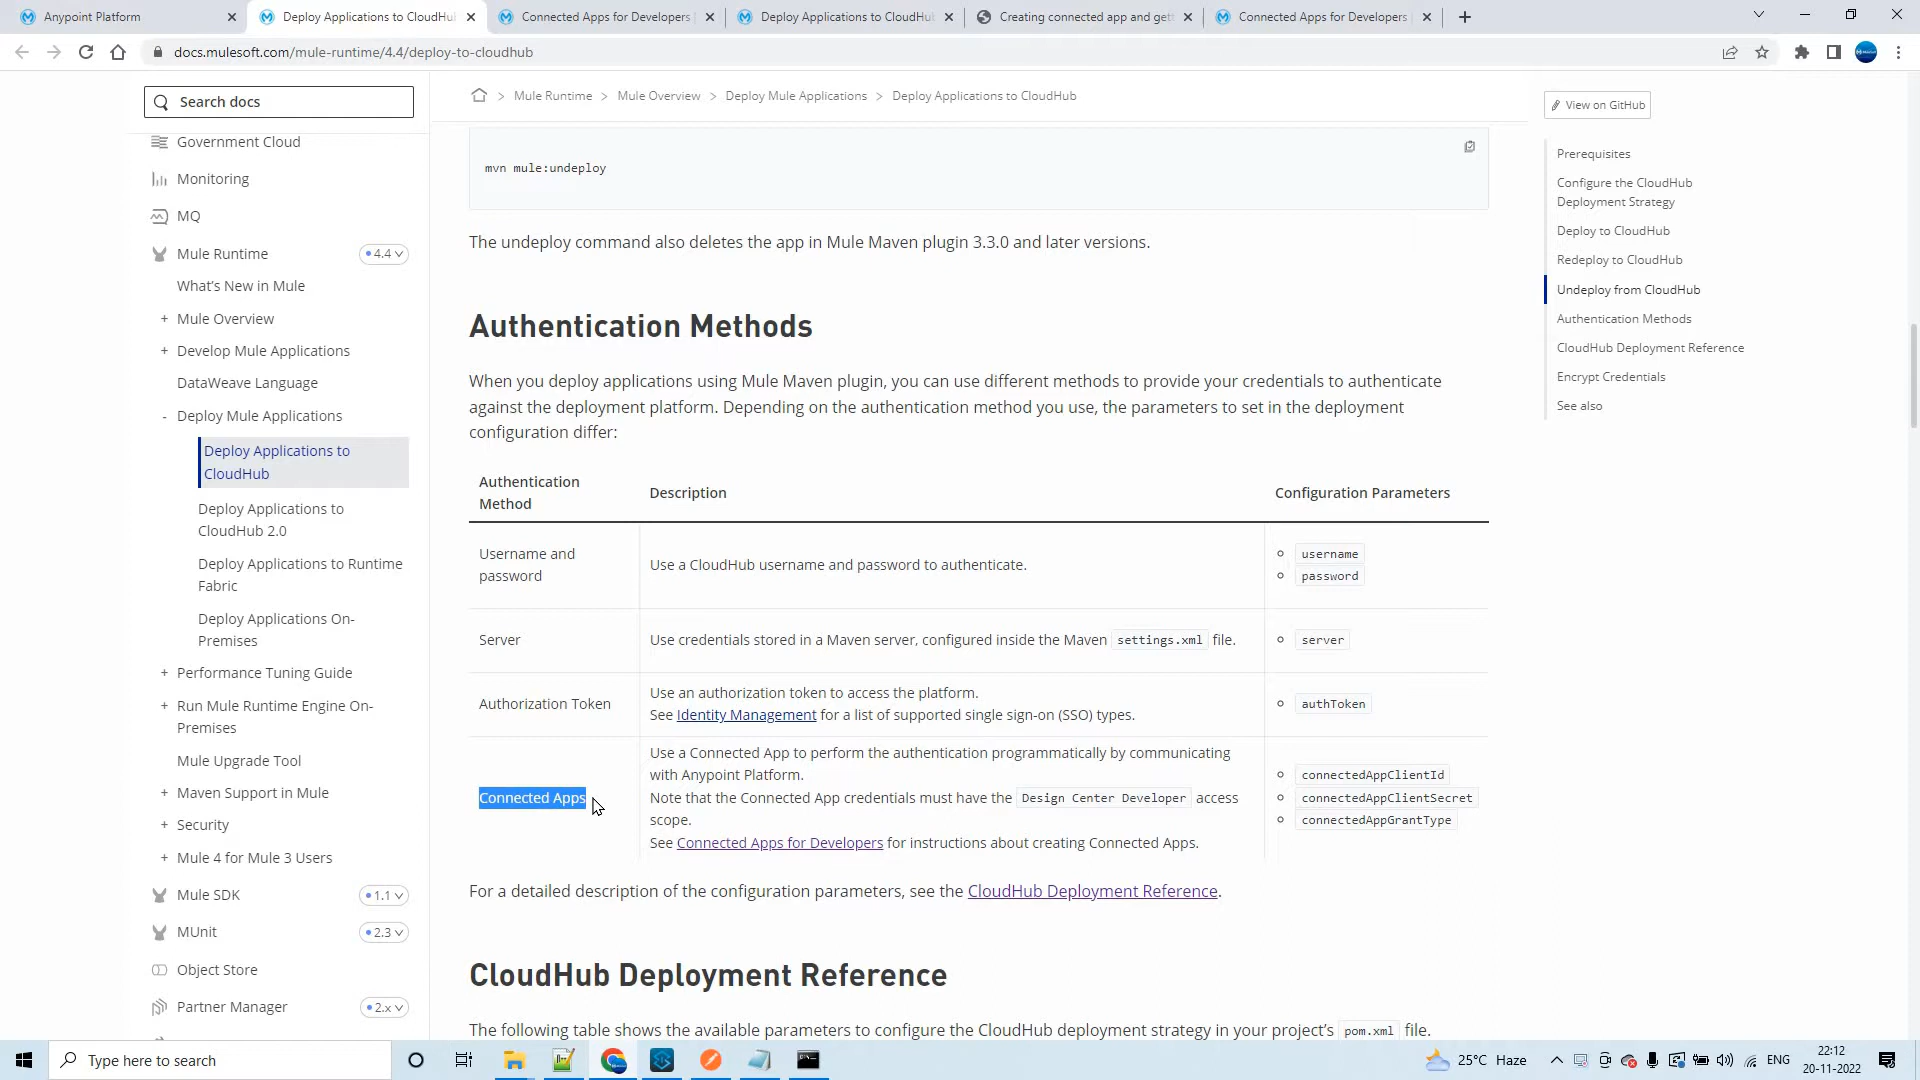 Anypoint Platform
Deploy Applications to CloudHub
Connected Apps for Developers
Deploy Applications to CloudHub
Creating connected app and gett
Connected Apps for Developers
docs.mulesoft.com/mule-runtime/4.4/deploy-to-cloudhub
Search docs
Government Cloud
Monitoring
MQ
Mule Runtime
4.4
What's New in Mule
+ Mule Overview
+ Develop Mule Applications
DataWeave Language
- Deploy Mule Applications
Deploy Applications to
CloudHub
Deploy Applications to
CloudHub 2.0
Deploy Applications to Runtime
Fabric
Deploy Applications On-
Premises
+ Performance Tuning Guide
+ Run Mule Runtime Engine On-
Premises
Mule Upgrade Tool
+ Maven Support in Mule
+ Security
+ Mule 4 for Mule 3 Users
Mule SDK
1.1
MUnit
2.3
Object Store
Partner Manager
2.x
> Mule Runtime > Mule Overview > Deploy Mule Applications > Deploy Applications to CloudHub
mvn mule:undeploy
The undeploy command also deletes the app in Mule Maven plugin 3.3.0 and later versions.
Authentication Methods
When you deploy applications using Mule Maven plugin, you can use different methods to provide your credentials to authenticate
against the deployment platform. Depending on the authentication method you use, the parameters to set in the deployment
configuration differ:
Authentication
Method
Description
Configuration Parameters
Username and
password
Use a CloudHub username and password to authenticate.
username
password
Server
Use credentials stored in a Maven server, configured inside the Maven settings.xml file.
server
Authorization Token
Use an authorization token to access the platform.
See Identity Management for a list of supported single sign-on (SSO) types.
authToken
Connected Apps
Use a Connected App to perform the authentication programmatically by communicating
with Anypoint Platform.
Note that the Connected App credentials must have the Design Center Developer access
scope.
See Connected Apps for Developers for instructions about creating Connected Apps.
connectedAppClientId
connectedAppClientSecret
connectedAppGrantType
For a detailed description of the configuration parameters, see the CloudHub Deployment Reference.
CloudHub Deployment Reference
The following table shows the available parameters to configure the CloudHub deployment strategy in your project's pom.xml file.
View on GitHub
Prerequisites
Configure the CloudHub
Deployment Strategy
Deploy to CloudHub
Redeploy to CloudHub
Undeploy from CloudHub
Authentication Methods
CloudHub Deployment Reference
Encrypt Credentials
See also
Type here to search
25°C Haze
ENG
22:12
20-11-2022